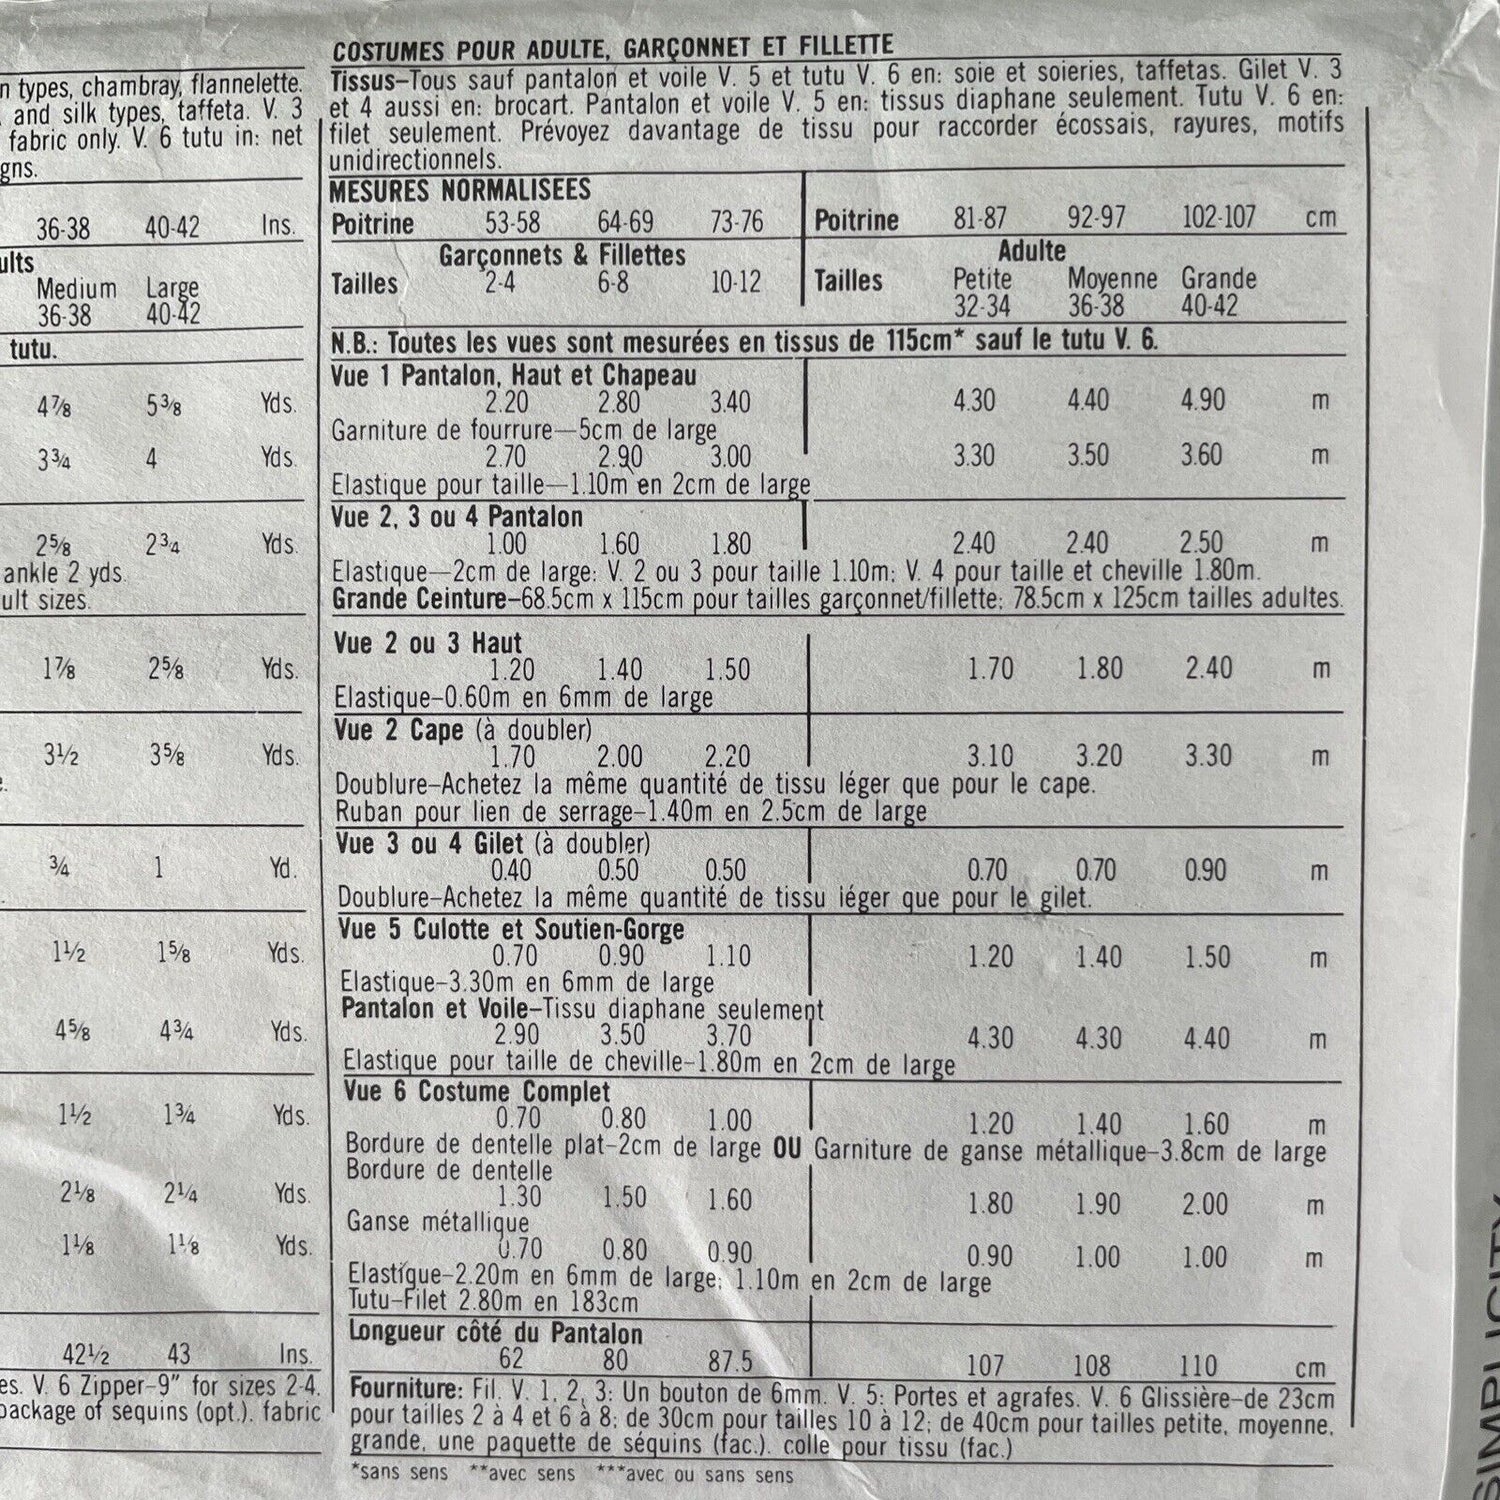 n types, chambray, flannelette.
and silk types, taffeta. V. 3
fabric only. V. 6 tutu in: net
gns.
36-38 40-42 Ins.
ults
Medium Large
36-38 40-42
tutu.
4⅞ 5⅜ Yds.
3¾ 4 Yds.
2⅝ 2¾ Yds.
ankle 2 yds.
ult sizes.
1⅞ 2⅝ Yds.
3½ 3⅝ Yds.
e.
¾ 1 Yd.
1½ 1⅝ Yds.
4⅝ 4¾ Yds.
1½ 1¾ Yds.
2⅛ 2¼ Yds.
1⅛ 1⅛ Yds.
42½ 43 Ins.
es. V. 6 Zipper–9" for sizes 2-4.
package of sequins (opt.). fabric
COSTUMES POUR ADULTE, GARÇONNET ET FILLETTE
Tissus–Tous sauf pantalon et voile V. 5 et tutu V. 6 en: soie et soieries, taffetas. Gilet V. 3
et 4 aussi en: brocart. Pantalon et voile V. 5 en: tissus diaphane seulement. Tutu V. 6 en:
filet seulement. Prévoyez davantage de tissu pour raccorder écossais, rayures, motifs
unidirectionnels.
MESURES NORMALISEES
Poitrine 53-58 64-69 73-76 Poitrine 81-87 92-97 102-107 cm
Garçonnets & Fillettes Adulte
Tailles 2-4 6-8 10-12 Tailles Petite Moyenne Grande
32-34 36-38 40-42
N.B.: Toutes les vues sont mesurées en tissus de 115cm* sauf le tutu V. 6.
Vue 1 Pantalon, Haut et Chapeau
2.20 2.80 3.40 4.30 4.40 4.90 m
Garniture de fourrure—5cm de large
2.70 2.90 3.00 3.30 3.50 3.60 m
Elastique pour taille—1.10m en 2cm de large
Vue 2, 3 ou 4 Pantalon
1.00 1.60 1.80 2.40 2.40 2.50 m
Elastique—2cm de large: V. 2 ou 3 pour taille 1.10m; V. 4 pour taille et cheville 1.80m.
Grande Ceinture–68.5cm x 115cm pour tailles garçonnet/fillette; 78.5cm x 125cm tailles adultes.
Vue 2 ou 3 Haut
1.20 1.40 1.50 1.70 1.80 2.40 m
Elastique–0.60m en 6mm de large
Vue 2 Cape (à doubler)
1.70 2.00 2.20 3.10 3.20 3.30 m
Doublure–Achetez la même quantité de tissu léger que pour le cape.
Ruban pour lien de serrage–1.40m en 2.5cm de large
Vue 3 ou 4 Gilet (à doubler)
0.40 0.50 0.50 0.70 0.70 0.90 m
Doublure–Achetez la même quantité de tissu léger que pour le gilet.
Vue 5 Culotte et Soutien-Gorge
0.70 0.90 1.10 1.20 1.40 1.50 m
Elastique–3.30m en 6mm de large
Pantalon et Voile–Tissu diaphane seulement
2.90 3.50 3.70 4.30 4.30 4.40 m
Elastique pour taille de cheville–1.80m en 2cm de large
Vue 6 Costume Complet
0.70 0.80 1.00 1.20 1.40 1.60 m
Bordure de dentelle plat–2cm de large OU Garniture de ganse métallique–3.8cm de large
Bordure de dentelle
1.30 1.50 1.60 1.80 1.90 2.00 m
Ganse métallique
0.70 0.80 0.90 0.90 1.00 1.00 m
Elastique–2.20m en 6mm de large; 1.10m en 2cm de large
Tutu–Filet 2.80m en 183cm
Longueur côté du Pantalon
62 80 87.5 107 108 110 cm
Fourniture: Fil. V. 1, 2, 3: Un bouton de 6mm. V. 5: Portes et agrafes. V. 6 Glissière–de 23cm
pour tailles 2 à 4 et 6 à 8; de 30cm pour tailles 10 à 12; de 40cm pour tailles petite, moyenne,
grande, une paquette de séquins (fac.). colle pour tissu (fac.)
*sans sens **avec sens ***avec ou sans sens
SIMPLICITY